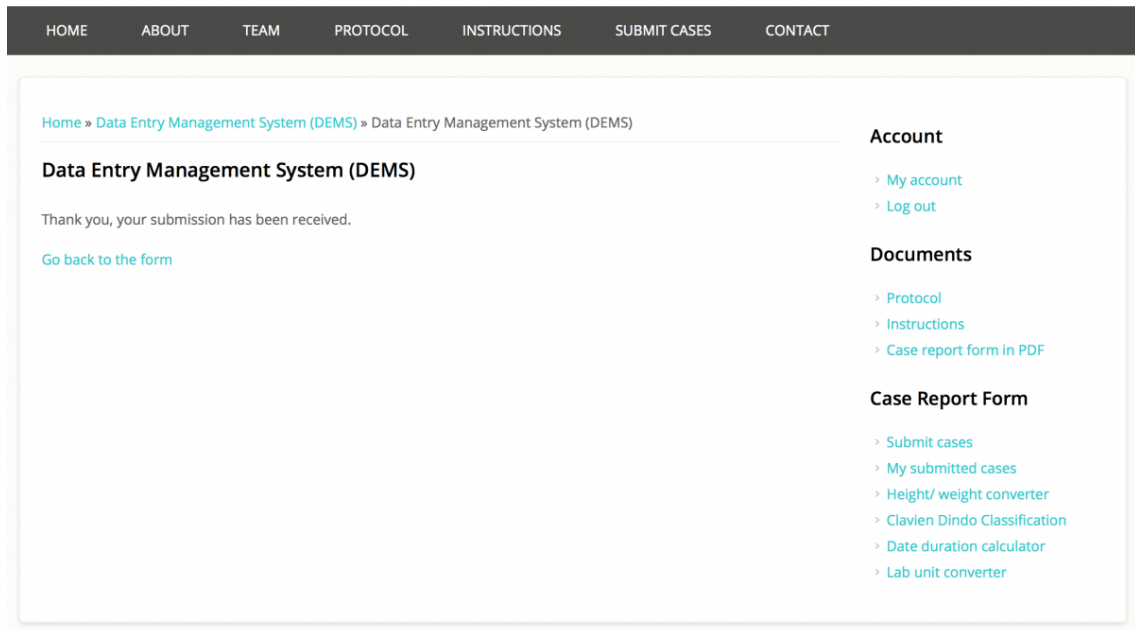 HOME ABOUT TEAM PROTOCOL INSTRUCTIONS SUBMIT CASES CONTACT
Home » Data Entry Management System (DEMS) » Data Entry Management System (DEMS)
Data Entry Management System (DEMS)
Thank you, your submission has been received.
Go back to the form
Account
› My account
› Log out
Documents
› Protocol
› Instructions
› Case report form in PDF
Case Report Form
› Submit cases
› My submitted cases
› Height/ weight converter
› Clavien Dindo Classification
› Date duration calculator
› Lab unit converter